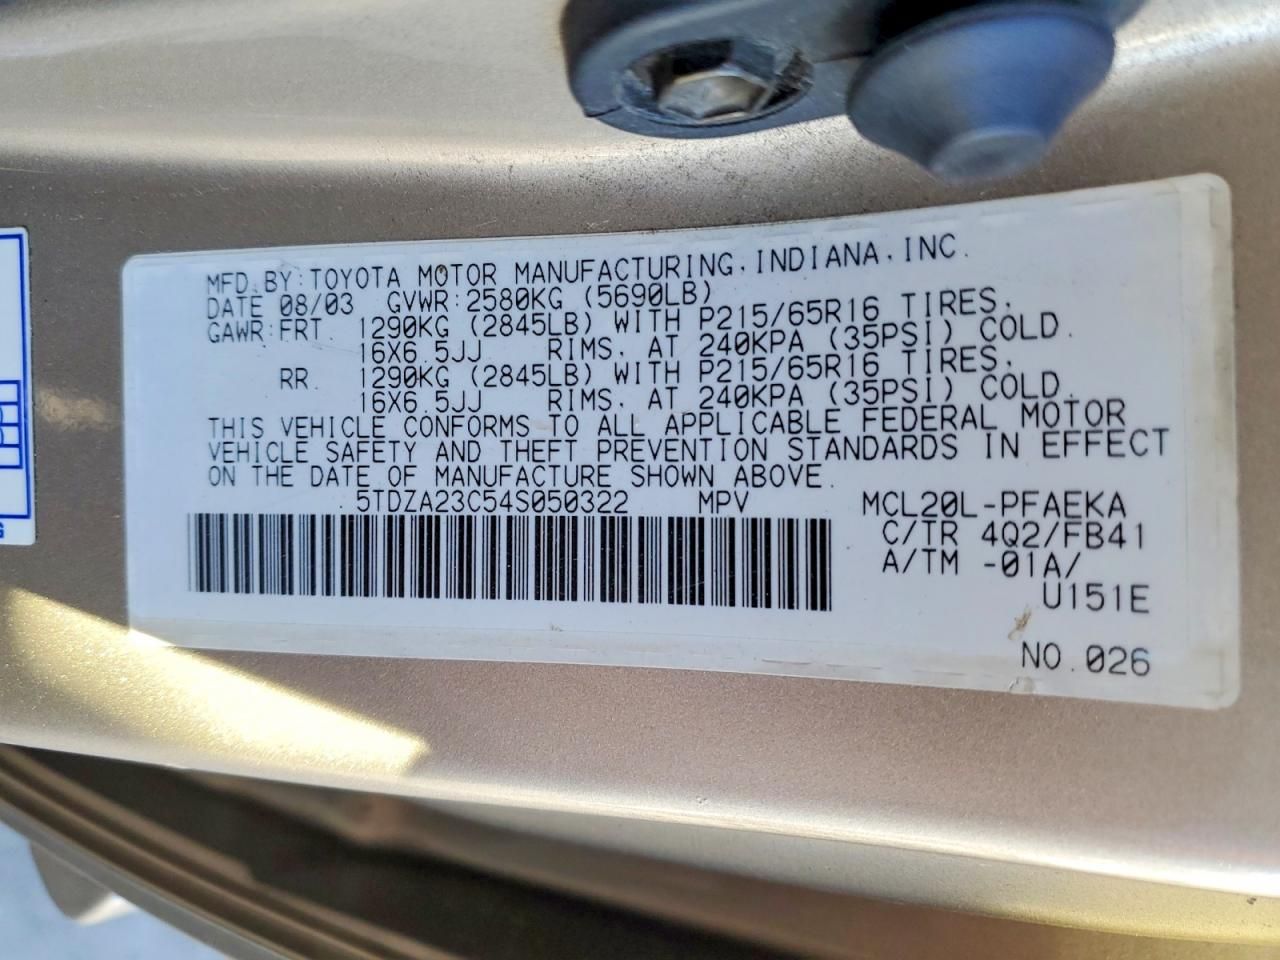 MFD. BY: TOYOTA MOTOR MANUFACTURING, INDIANA, INC.
DATE 08/03 GVWR: 2580KG (5690LB)
GAWR: FRT. 1290KG (2845LB) WITH P215/65R16 TIRES,
16X6.5JJ RIMS, AT 240KPA (35PSI) COLD.
RR. 1290KG (2845LB) WITH P215/65R16 TIRES,
16X6.5JJ RIMS, AT 240KPA (35PSI) COLD.
THIS VEHICLE CONFORMS TO ALL APPLICABLE FEDERAL MOTOR
VEHICLE SAFETY AND THEFT PREVENTION STANDARDS IN EFFECT
ON THE DATE OF MANUFACTURE SHOWN ABOVE.
5TDZA23C54S050322 MPV MCL20L-PFAEKA
C/TR 4Q2/FB41
A/TM -01A/
U151E
NO.026